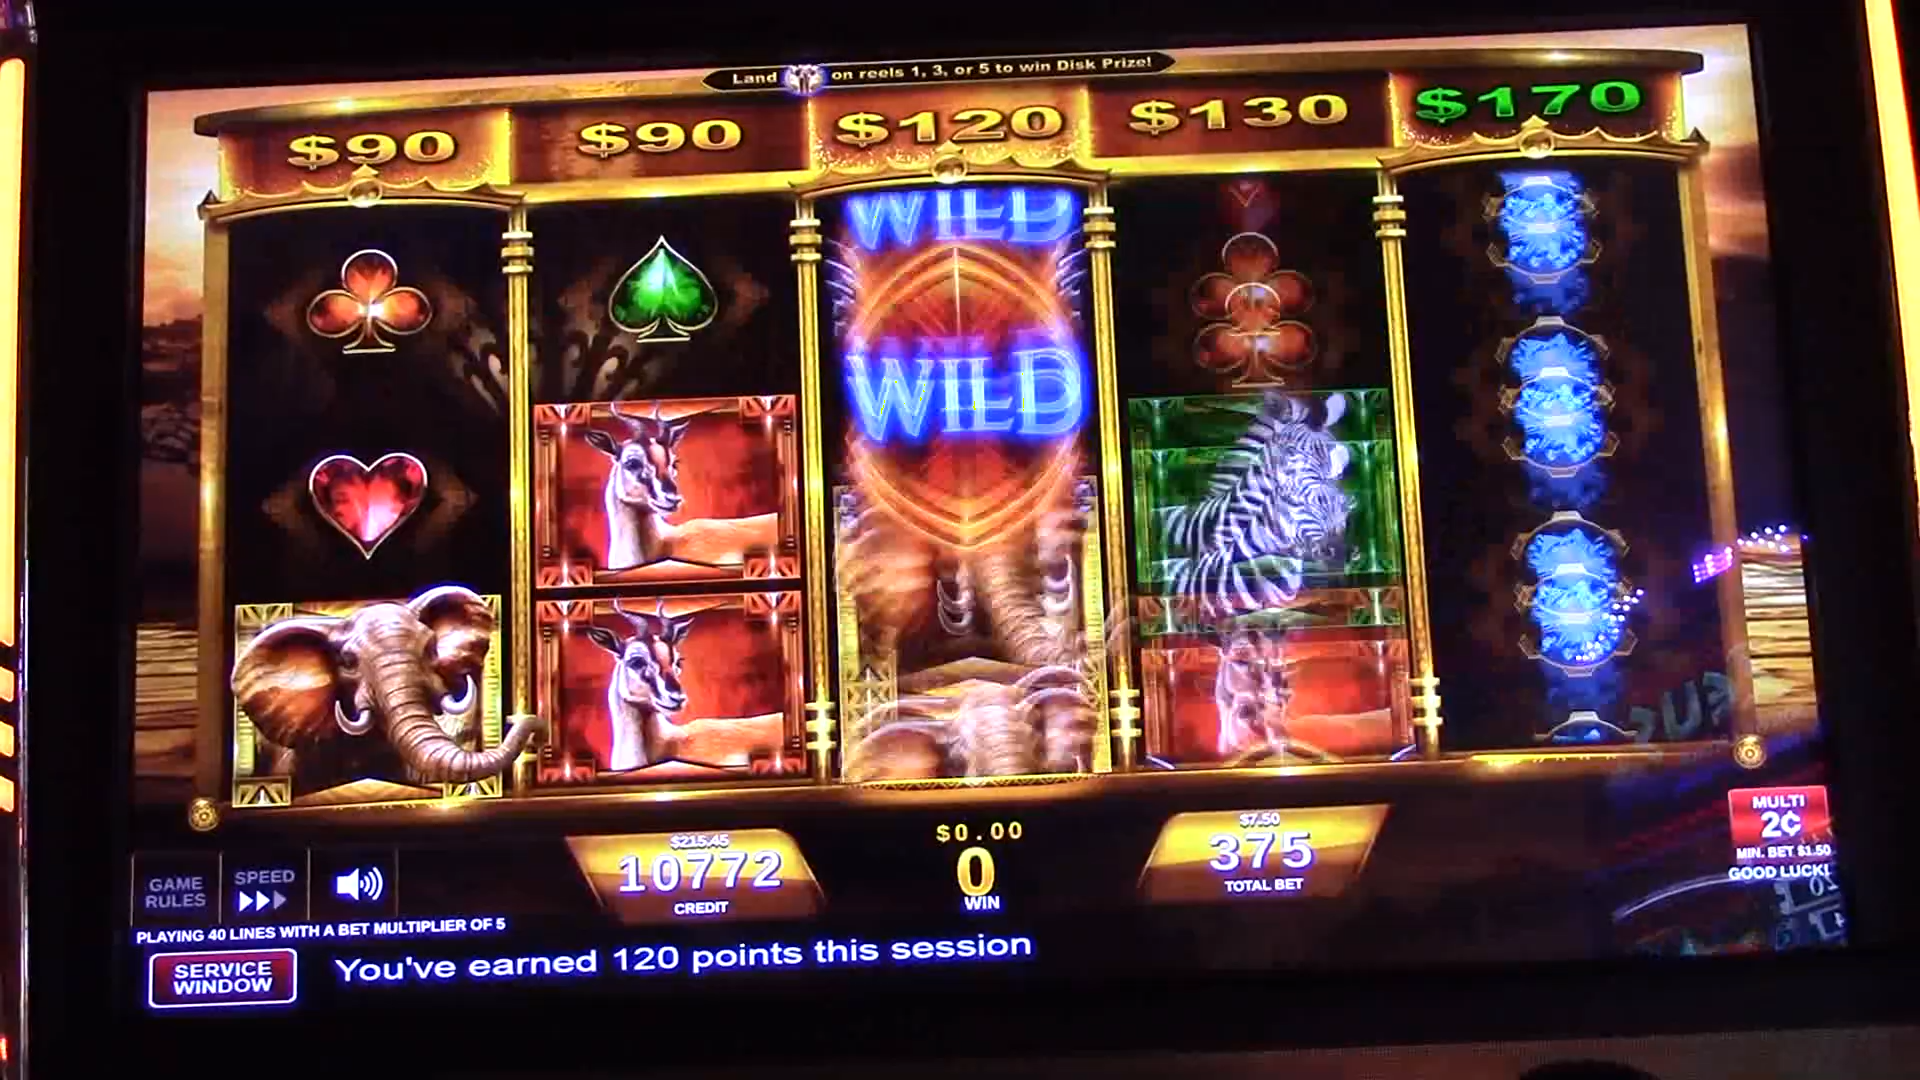 Land on reels 1, 3, or 5 to win Disk Prize!
$90 $90 $120 $130 $170
WILD
WILD
$215.45
10772
CREDIT
$0.00
0
WIN
$7.50
375
TOTAL BET
MULTI
2¢
MIN. BET $1.50
GOOD LUCK!
GAME RULES
SPEED
PLAYING 40 LINES WITH A BET MULTIPLIER OF 5
SERVICE WINDOW
You've earned 120 points this session